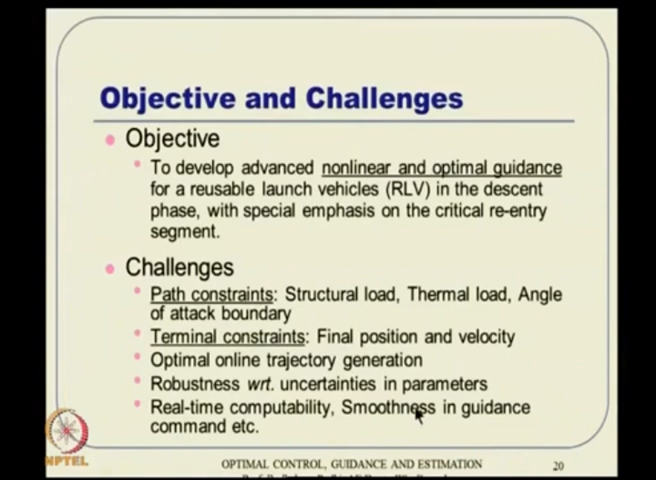 Objective and Challenges
Objective
To develop advanced nonlinear and optimal guidance
for a reusable launch vehicles (RLV) in the descent
phase, with special emphasis on the critical re-entry
segment.
Challenges
Path constraints: Structural load, Thermal load, Angle
of attack boundary
Terminal constraints: Final position and velocity
Optimal online trajectory generation
Robustness wrt. uncertainties in parameters
Real-time computability, Smoothness in guidance
command etc.
NPTEL
OPTIMAL CONTROL, GUIDANCE AND ESTIMATION
20